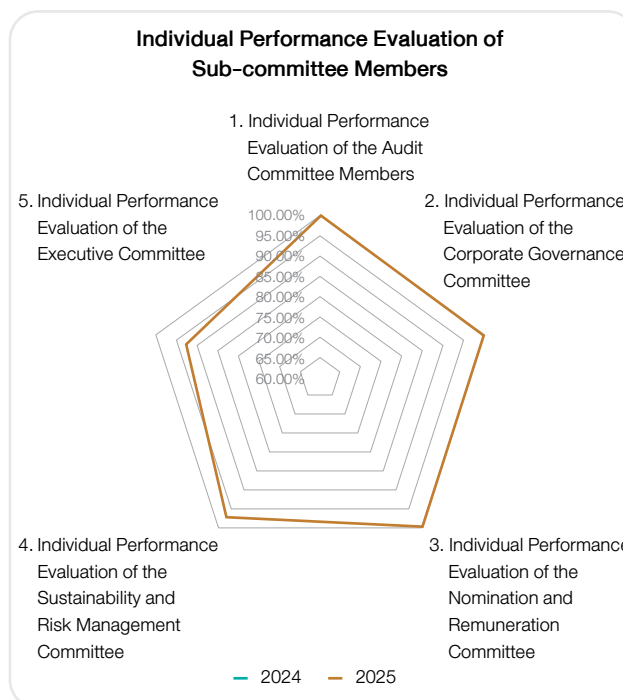 Individual Performance Evaluation of
Sub-committee Members
1. Individual Performance
Evaluation of the Audit
Committee Members
5. Individual Performance
Evaluation of the
Executive Committee
2. Individual Performance
Evaluation of the
Corporate Governance
Committee
100.00%
95.00%
90.00%
85.00%
80.00%
75.00%
70.00%
65.00%
60.00%
4. Individual Performance
Evaluation of the
Sustainability and
Risk Management
Committee
3. Individual Performance
Evaluation of the
Nomination and
Remuneration
Committee
2024 2025